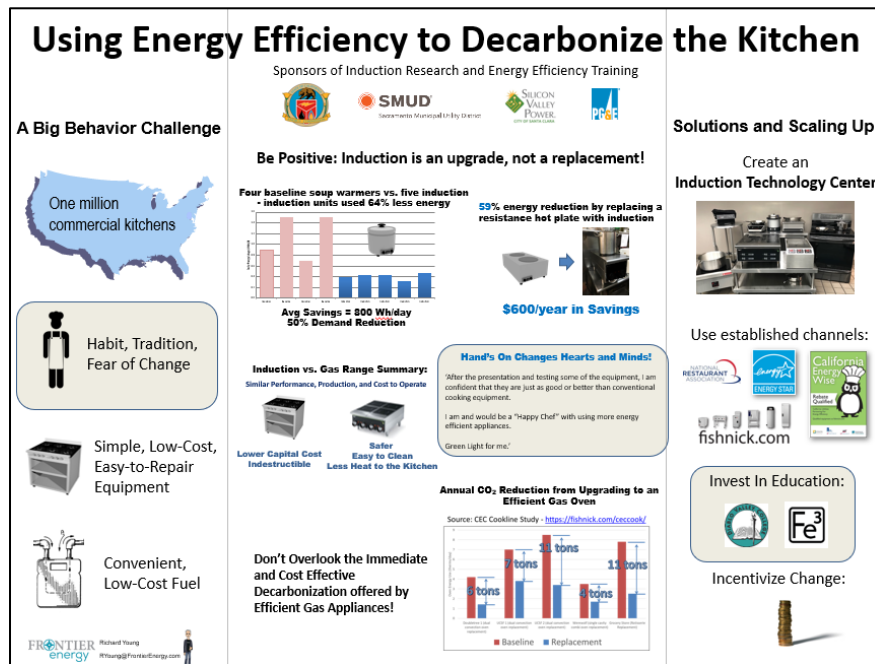 Using Energy Efficiency to Decarbonize the Kitchen
Sponsors of Induction Research and Energy Efficiency Training
SMUD
Sacramento Municipal Utility District
SILICON
VALLEY
POWER
CITY OF SANTA CLARA
PG&E
A Big Behavior Challenge
One million
commercial kitchens
Habit, Tradition,
Fear of Change
Simple, Low-Cost,
Easy-to-Repair
Equipment
Convenient,
Low-Cost Fuel
FRONTIER
energy
Richard Young
RYoung@FrontierEnergy.com
Be Positive: Induction is an upgrade, not a replacement!
Four baseline soup warmers vs. five induction
- induction units used 64% less energy
Avg Savings = 800 Wh/day
50% Demand Reduction
59% energy reduction by replacing a
resistance hot plate with induction
$600/year in Savings
Induction vs. Gas Range Summary:
Similar Performance, Production, and Cost to Operate
Lower Capital Cost
Indestructible
Safer
Easy to Clean
Less Heat to the Kitchen
Hand's On Changes Hearts and Minds!
'After the presentation and testing some of the equipment, I am
confident that they are just as good or better than conventional
cooking equipment.
I am and would be a "Happy Chef" with using more energy
efficient appliances.
Green Light for me.'
Don't Overlook the Immediate
and Cost Effective
Decarbonization offered by
Efficient Gas Appliances!
Annual CO₂ Reduction from Upgrading to an
Efficient Gas Oven
Source: CEC Cookline Study - https://fishnick.com/ceccook/
6 tons
7 tons
11 tons
4 tons
11 tons
Baseline
Replacement
Solutions and Scaling Up
Create an
Induction Technology Center
Use established channels:
NATIONAL
RESTAURANT
ASSOCIATION
energy
ENERGY STAR
California
Energy
Wise
Rebate
Qualified
fishnick.com
Invest In Education:
Fe3
Incentivize Change: